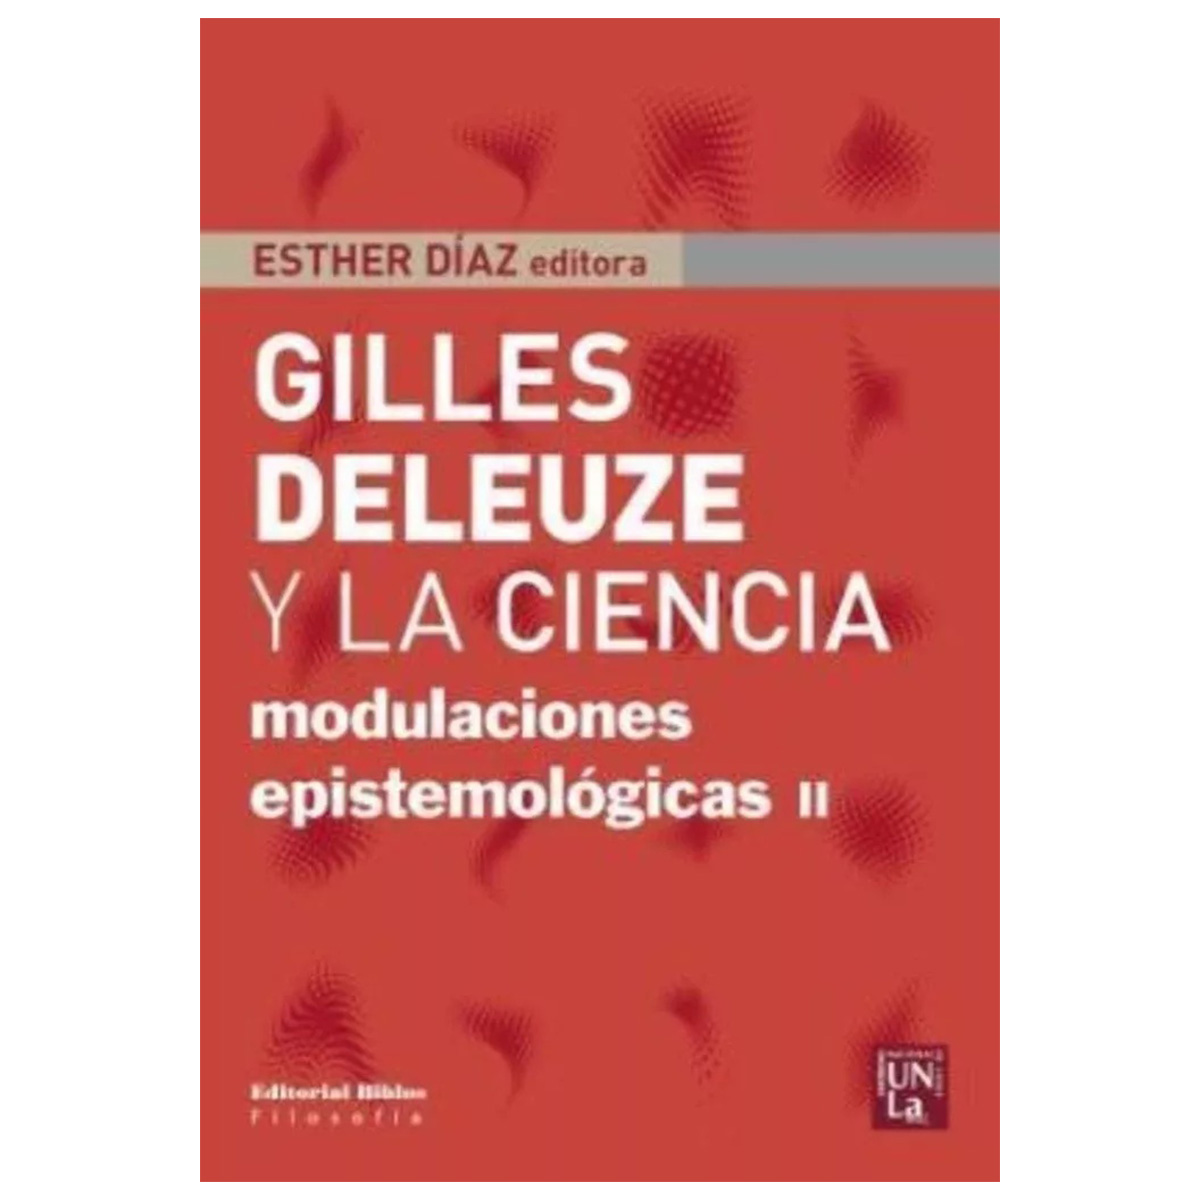 ESTHER DÍAZ editora
GILLES
DELEUZE
Y LA CIENCIA
modulaciones
epistemológicas II
Editorial Biblos
Filosofía
UN
La